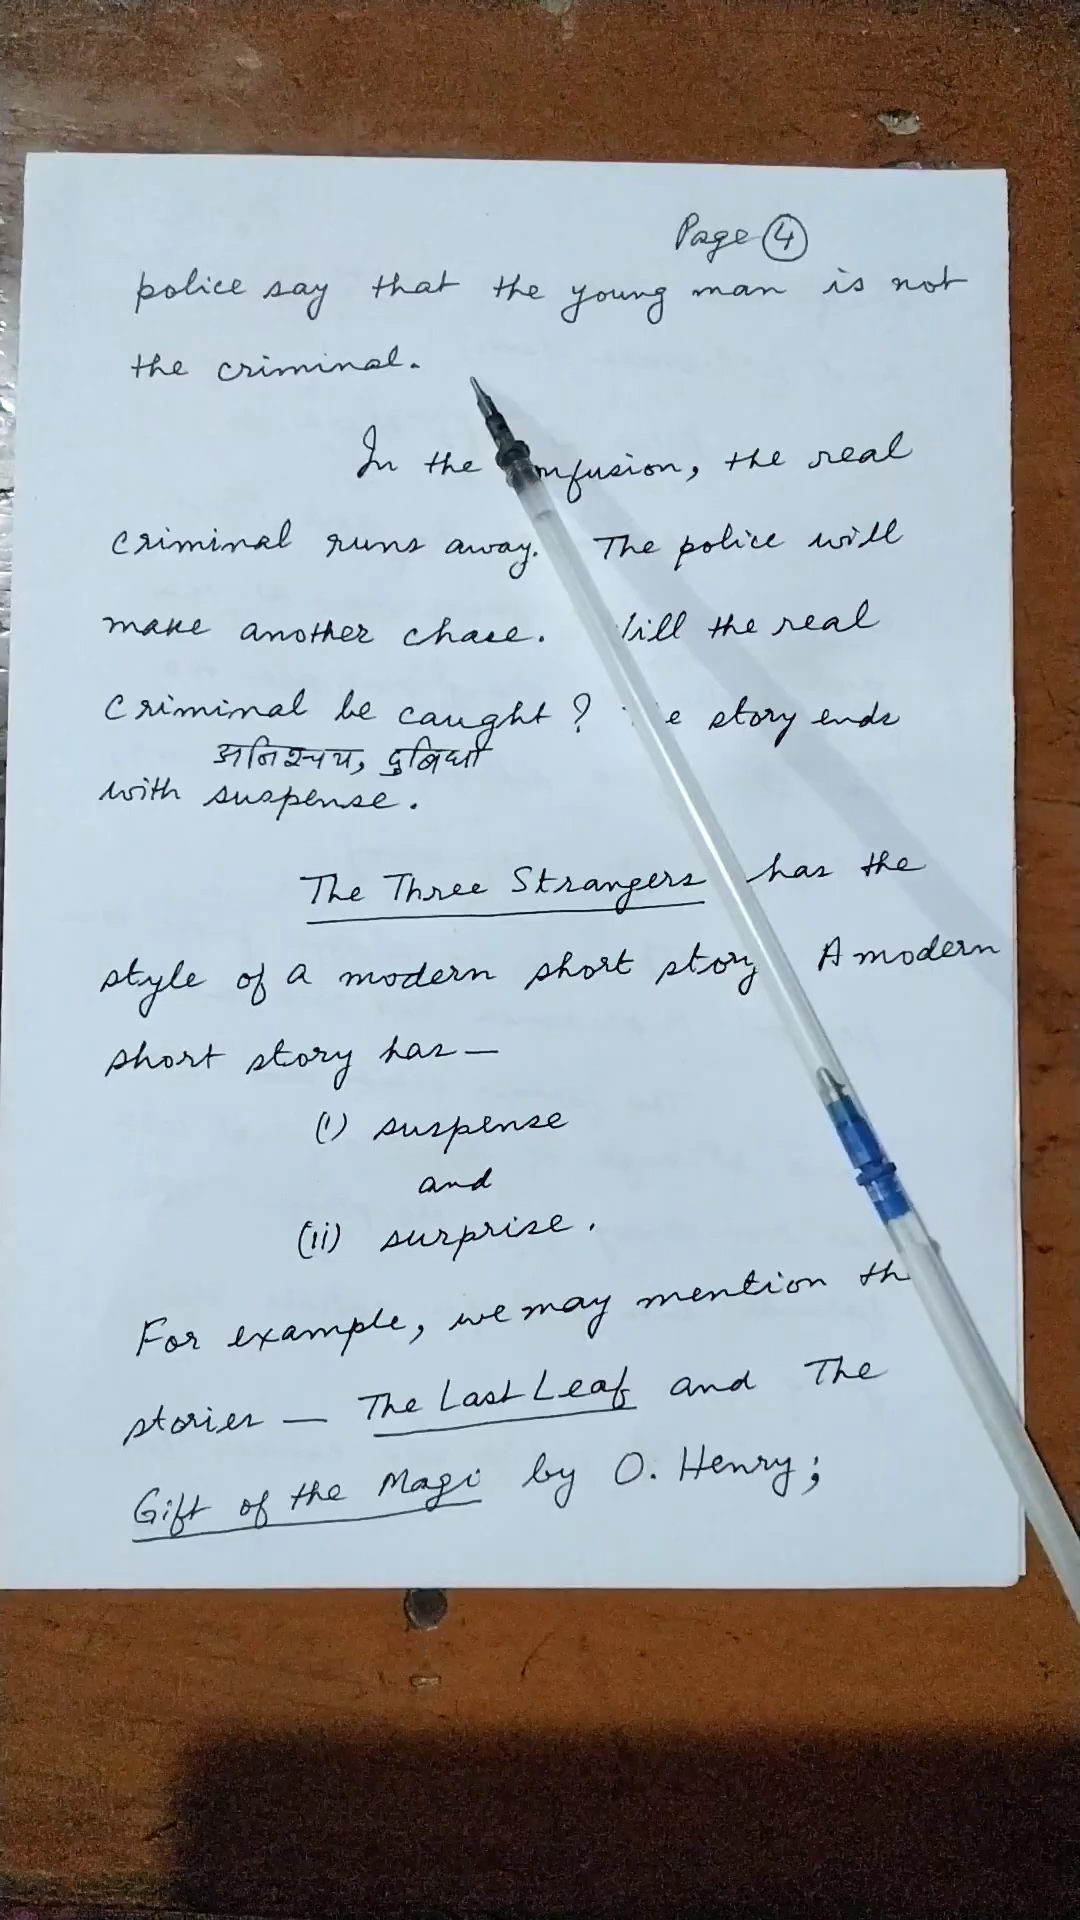 Page 4
police say that the young man is not
the criminal.
In the the real
criminal runs away. The police will
make another chase. the real
criminal be caught? story ends
अनिश्चय, दुविधा
with suspense.
The Three Strangers has the
style of a modern short story A modern
short story has —
(i) suspense
and
(ii) surprise.
For example, we may mention
stories — The Last Leaf and The
Gift of the Magi by O. Henry;